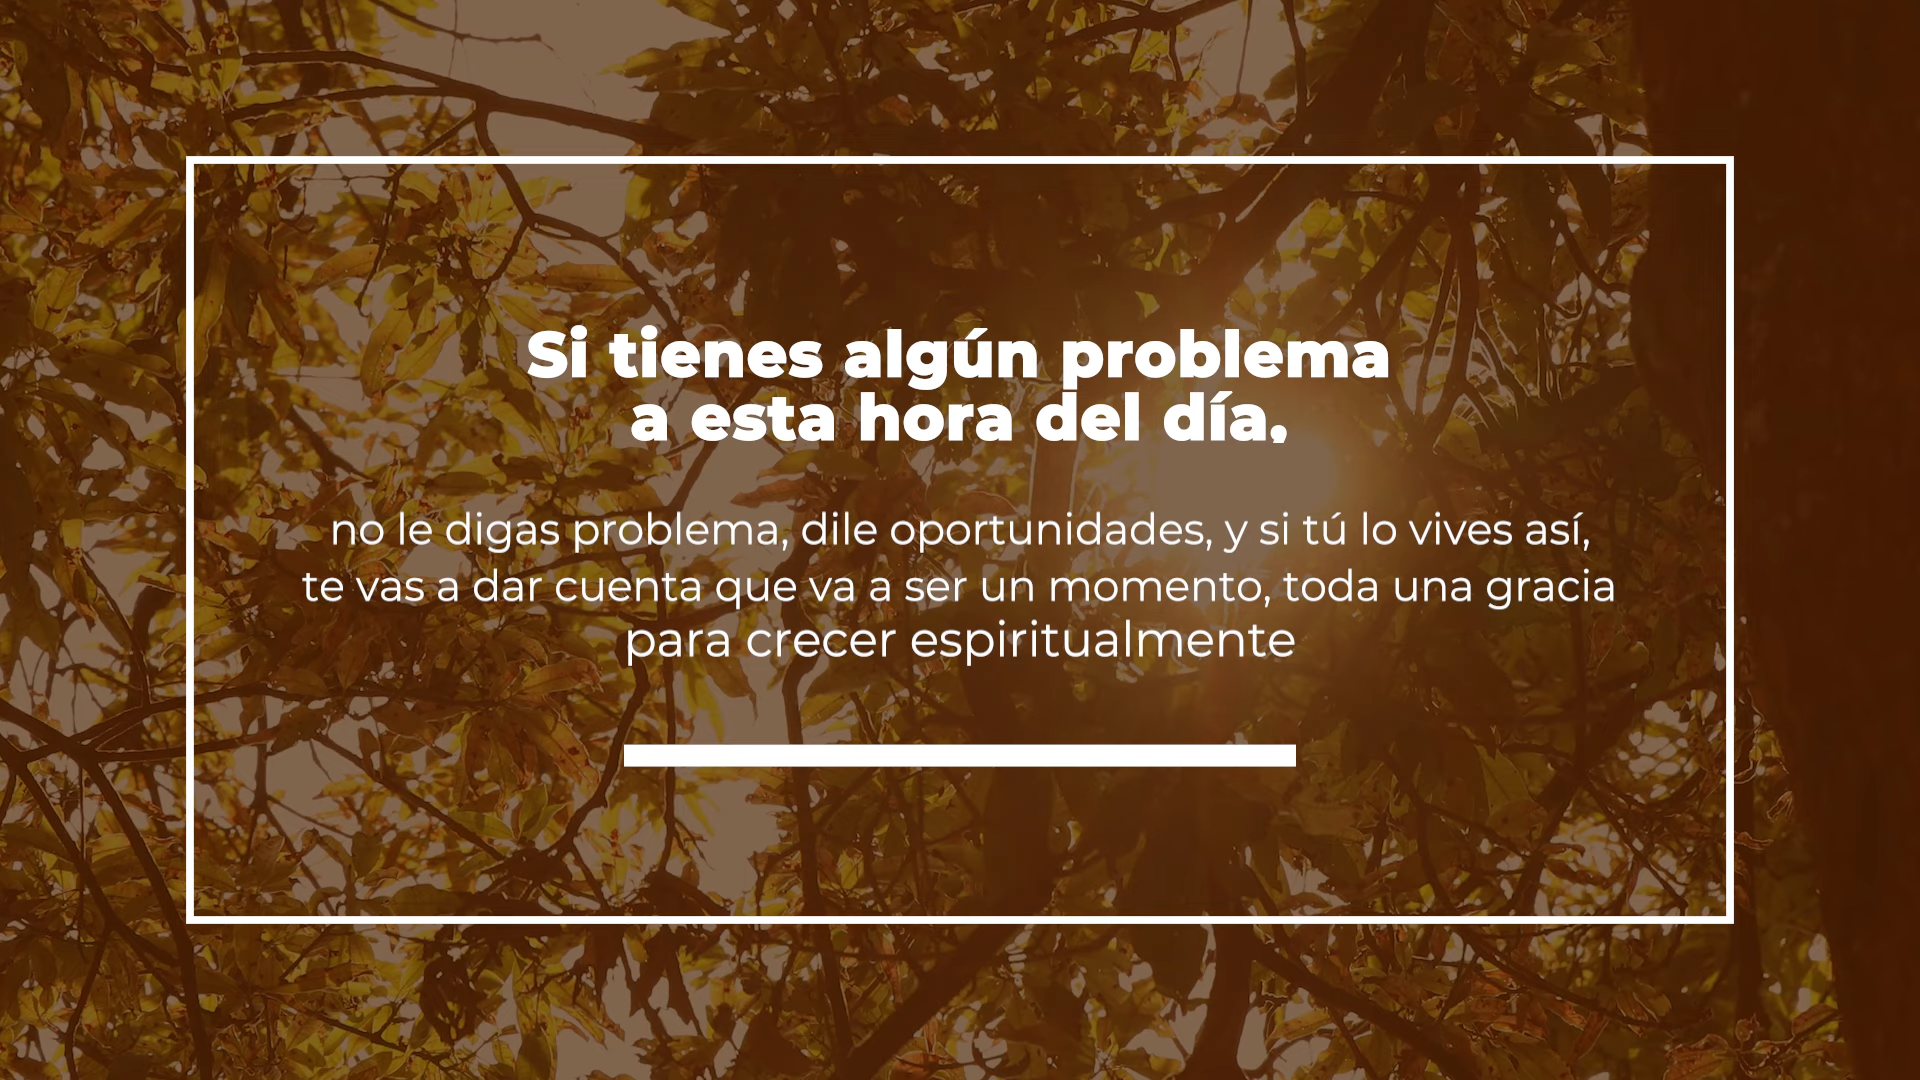 Si tienes algún problema
a esta hora del día,
no le digas problema, dile oportunidades, y si tú lo vives así,
te vas a dar cuenta que va a ser un momento, toda una gracia
para crecer espiritualmente